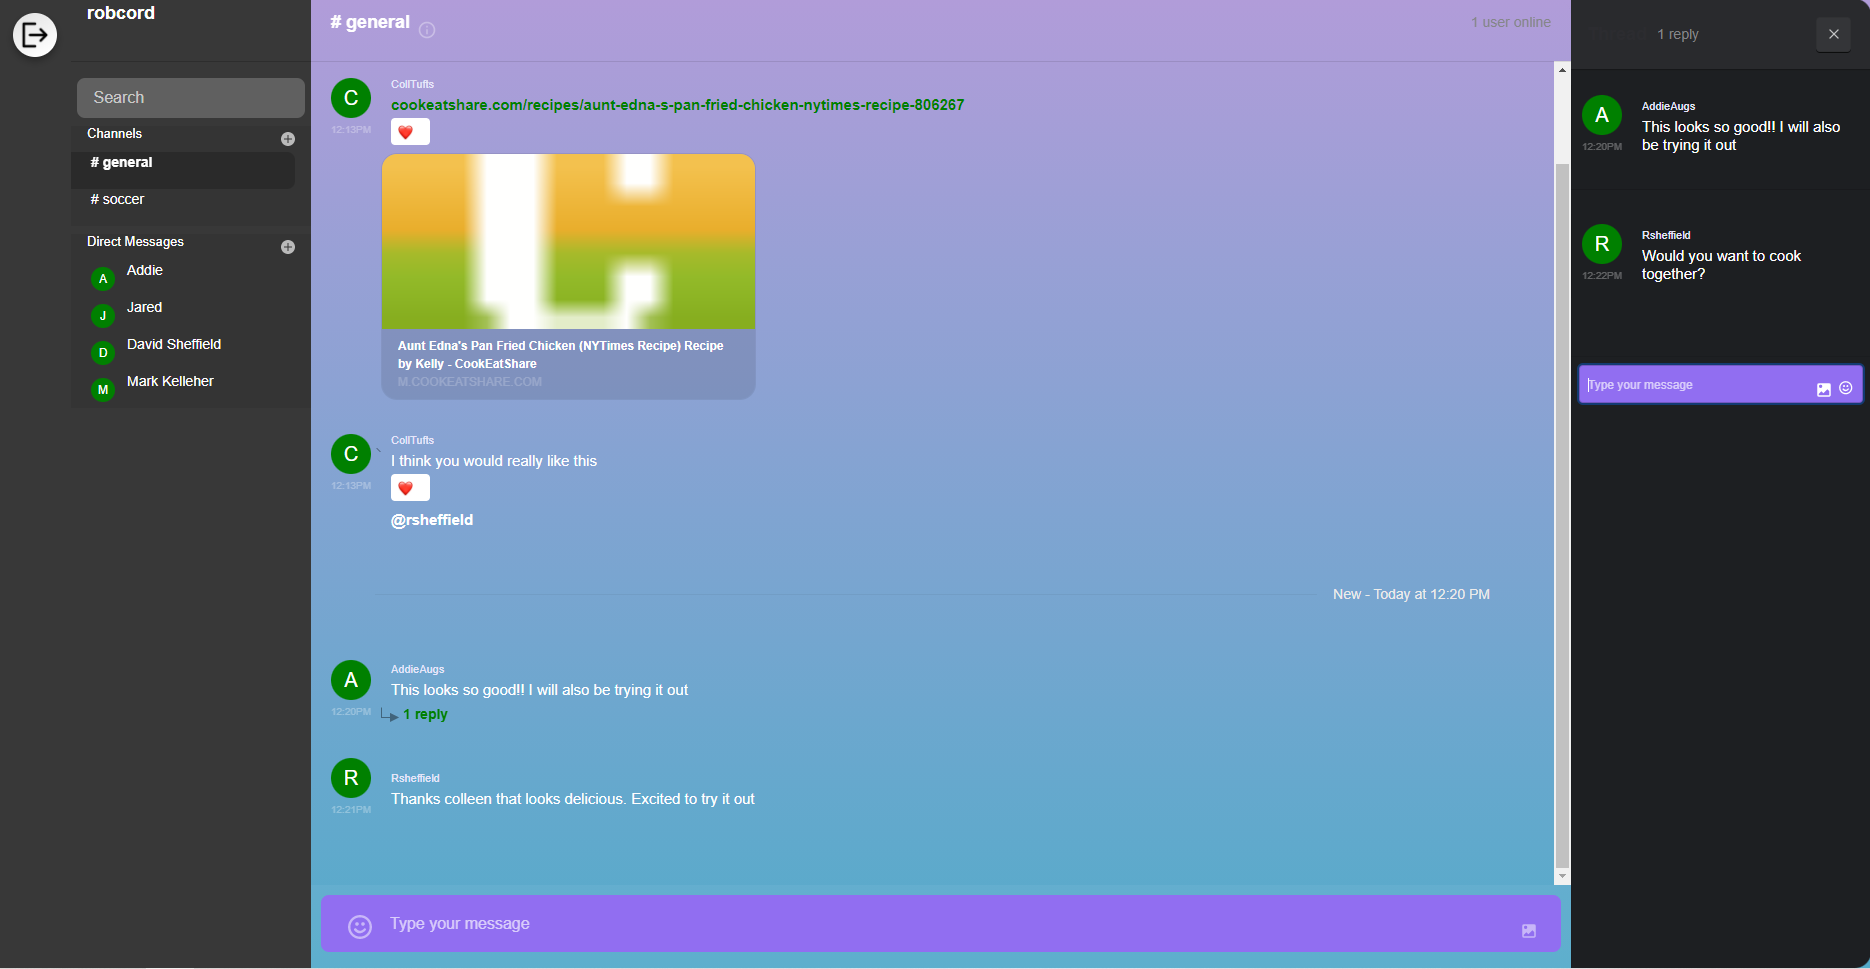 robcord
Search
Channels
# general
# soccer
Direct Messages
A Addie
J Jared
D David Sheffield
M Mark Kelleher
# general
1 user online
C
CollTufts
12:13PM
cookeatshare.com/recipes/aunt-edna-s-pan-fried-chicken-nytimes-recipe-806267
Aunt Edna's Pan Fried Chicken (NYTimes Recipe) Recipe
by Kelly - CookEatShare
M.COOKEATSHARE.COM
C
CollTufts
12:13PM
I think you would really like this
@rsheffield
New - Today at 12:20 PM
A
AddieAugs
12:20PM
This looks so good!! I will also be trying it out
1 reply
R
Rsheffield
12:21PM
Thanks colleen that looks delicious. Excited to try it out
Type your message
1 reply
A
AddieAugs
12:20PM
This looks so good!! I will also
be trying it out
R
Rsheffield
12:22PM
Would you want to cook
together?
Type your message